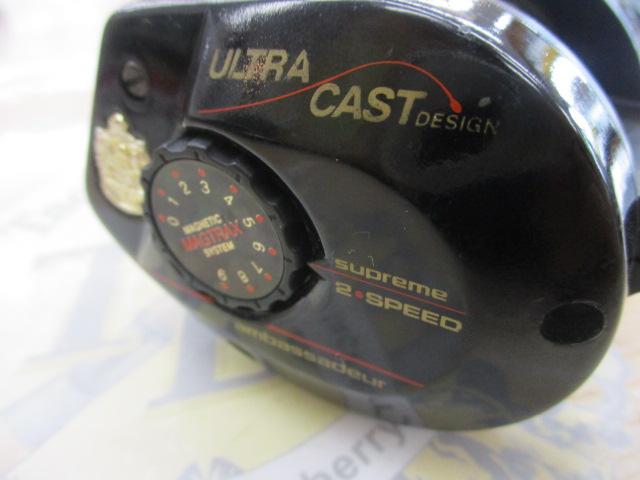 ULTRA
CAST DESIGN
0 1 2 3 4 5 6 7 8 9
MAGNETIC
MAGTRAX
SYSTEM
supreme
2•SPEED
ambassadeur